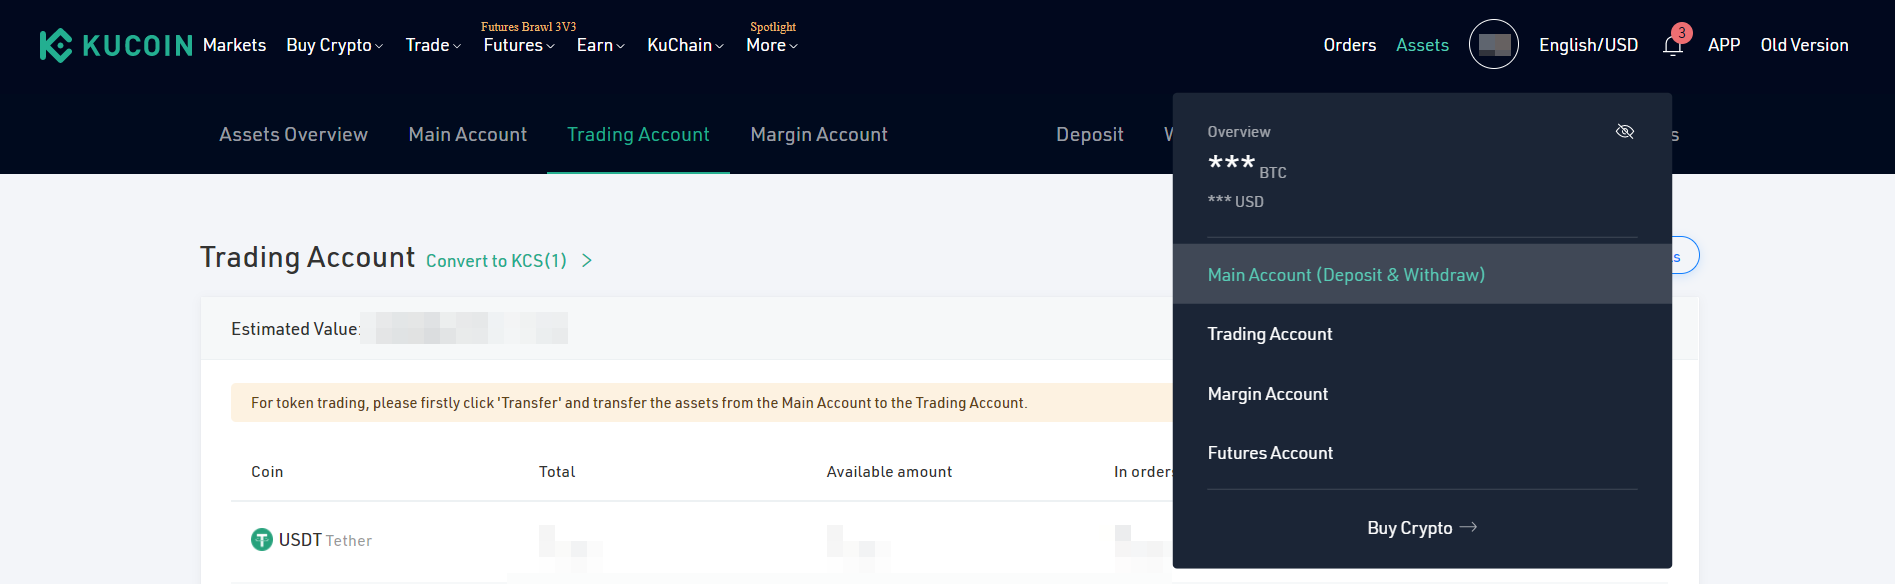 KUCOIN
Markets
Buy Crypto
Trade
Futures Brawl 3V3
Futures
Earn
KuChain
Spotlight
More
Orders
Assets
English/USD
3
APP
Old Version
Assets Overview
Main Account
Trading Account
Margin Account
Deposit
Overview
*** BTC
*** USD
Main Account (Deposit & Withdraw)
Trading Account
Margin Account
Futures Account
Buy Crypto
Trading Account
Convert to KCS(1)
Estimated Value:
For token trading, please firstly click 'Transfer' and transfer the assets from the Main Account to the Trading Account.
Coin
Total
Available amount
In orders
USDT Tether